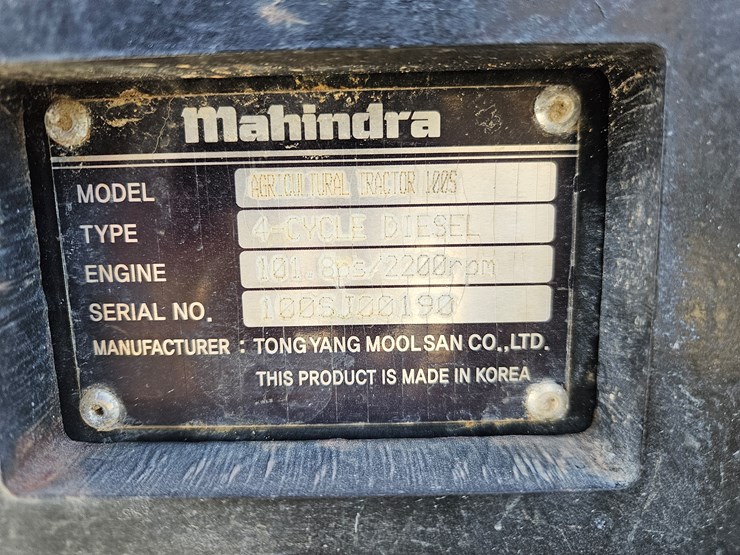 Mahindra
MODEL AGRICULTURAL TRACTOR 100S
TYPE 4-CYCLE DIESEL
ENGINE 101.8ps/2200rpm
SERIAL NO. 100SJ00190
MANUFACTURER : TONG YANG MOOLSAN CO.,LTD.
THIS PRODUCT IS MADE IN KOREA